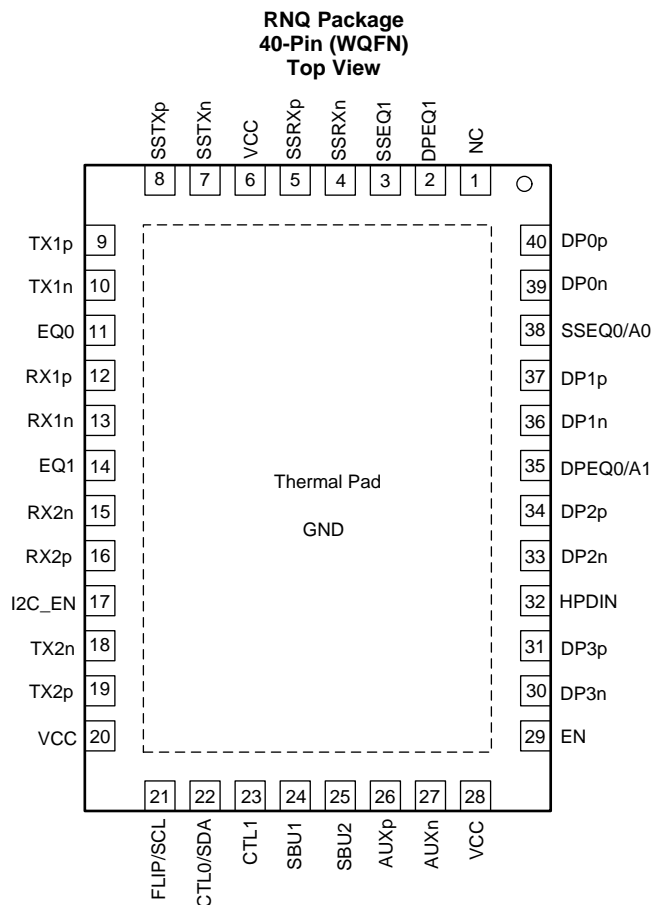 RNQ Package
40-Pin (WQFN)
Top View
SSTXp
SSTXn
VCC
SSRXp
SSRXn
SSEQ1
DPEQ1
NC
8
7
6
5
4
3
2
1
TX1p 9
TX1n 10
EQ0 11
RX1p 12
RX1n 13
EQ1 14
RX2n 15
RX2p 16
I2C_EN 17
TX2n 18
TX2p 19
VCC 20
Thermal Pad
GND
40 DP0p
39 DP0n
38 SSEQ0/A0
37 DP1p
36 DP1n
35 DPEQ0/A1
34 DP2p
33 DP2n
32 HPDIN
31 DP3p
30 DP3n
29 EN
21
22
23
24
25
26
27
28
FLIP/SCL
CTL0/SDA
CTL1
SBU1
SBU2
AUXp
AUXn
VCC